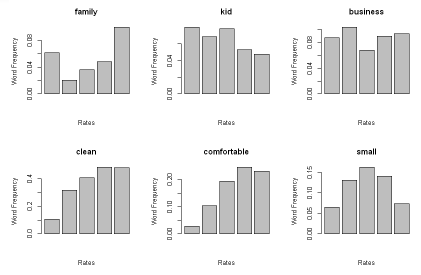 family
Word Frequency
0.00 0.04 0.08
Rates
kid
Word Frequency
0.00 0.04
Rates
business
Word Frequency
0.00 0.04 0.08
Rates
clean
Word Frequency
0.0 0.2 0.4
Rates
comfortable
Word Frequency
0.00 0.10 0.20
Rates
small
Word Frequency
0.00 0.05 0.10 0.15
Rates